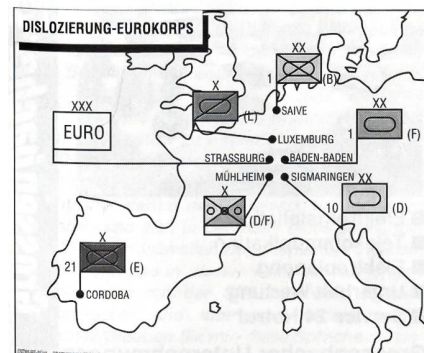 DISLOZIERUNG-EUROKORPS
XX
1 (B)
X
(L)
SAIVE
XXX
EURO
XX
1 (F)
LUXEMBURG
STRASSBURG BADEN-BADEN
MÜHLHEIM SIGMARINGEN
X
(D/F)
XX
10 (D)
X
21 (E)
CORDOBA